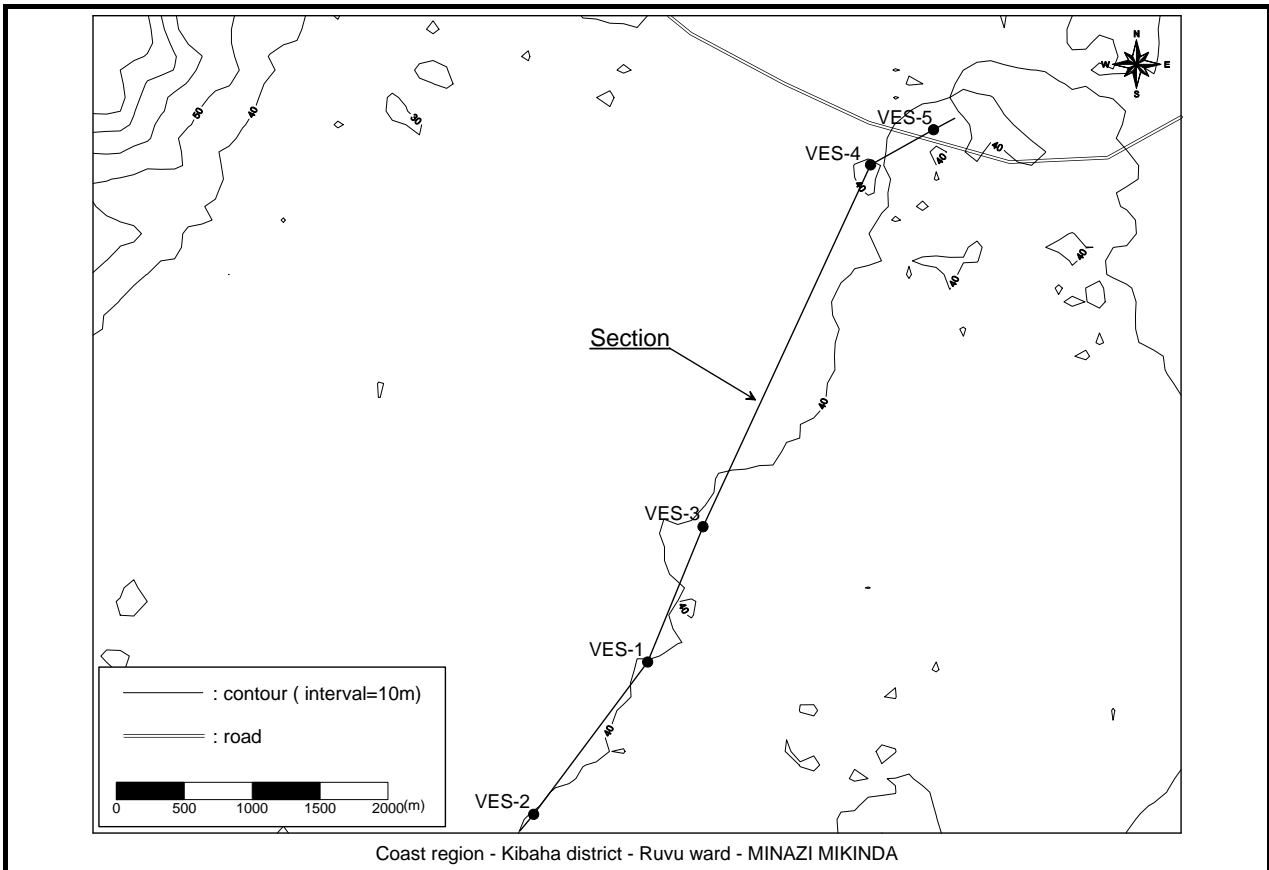 N
W E
S
50
40
30
VES-5
40
40
VES-4
40
40
40
Section
40
VES-3
40
VES-1
: contour ( interval=10m)
: road
40
0 500 1000 1500 2000(m)
VES-2
Coast region - Kibaha district - Ruvu ward - MINAZI MIKINDA